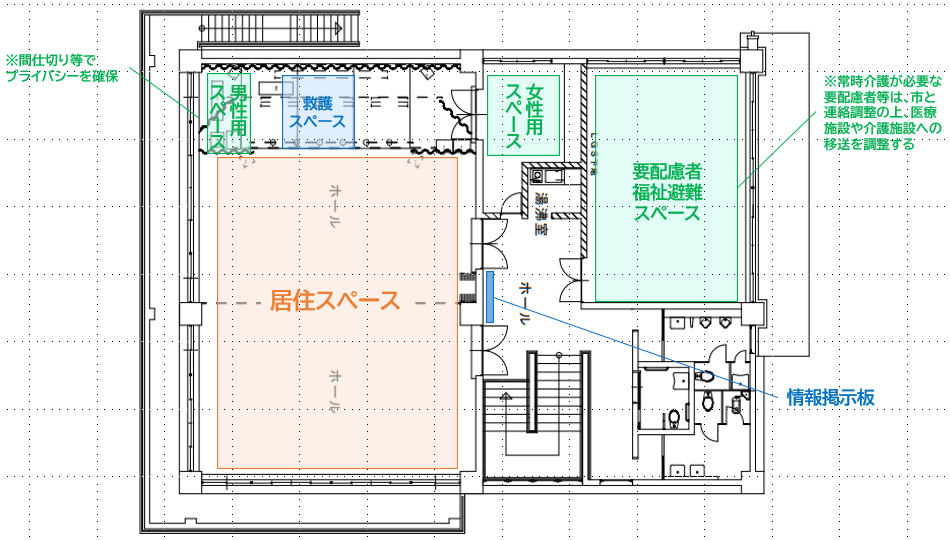 ※間仕切り等で
プライバシーを確保
男性用
スペース
救護
スペース
女性用
スペース
※常時介護が必要な
要配慮者等は、市と
連絡調整の上、医療
施設や介護施設への
移送を調整する
要配慮者
福祉避難
スペース
湯沸室
ホール
居住スペース
ホール
ホール
情報掲示板